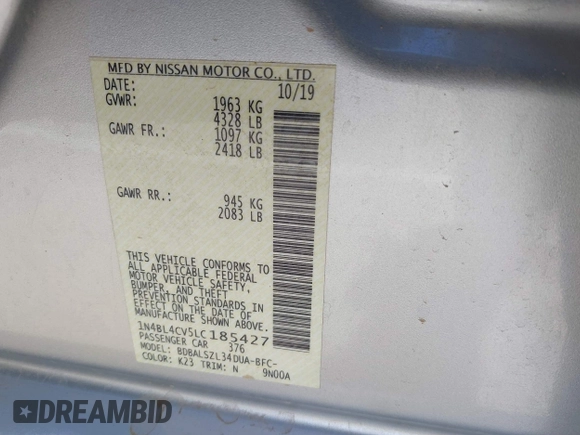 MFD BY NISSAN MOTOR CO., LTD.
DATE: 10/19
GVWR: 1963 KG
4328 LB
GAWR FR.: 1097 KG
2418 LB
GAWR RR.: 945 KG
2083 LB
THIS VEHICLE CONFORMS TO
ALL APPLICABLE FEDERAL
MOTOR VEHICLE SAFETY,
BUMPER, AND THEFT
PREVENTION STANDARDS IN
EFFECT ON THE DATE OF
MANUFACTURE SHOWN ABOVE.
1N4BL4CV5LC185427
PASSENGER CAR 376
MODEL: BDBALSZL34DUA-BFC-
COLOR: K23 TRIM: N 9N00A
DREAMBID